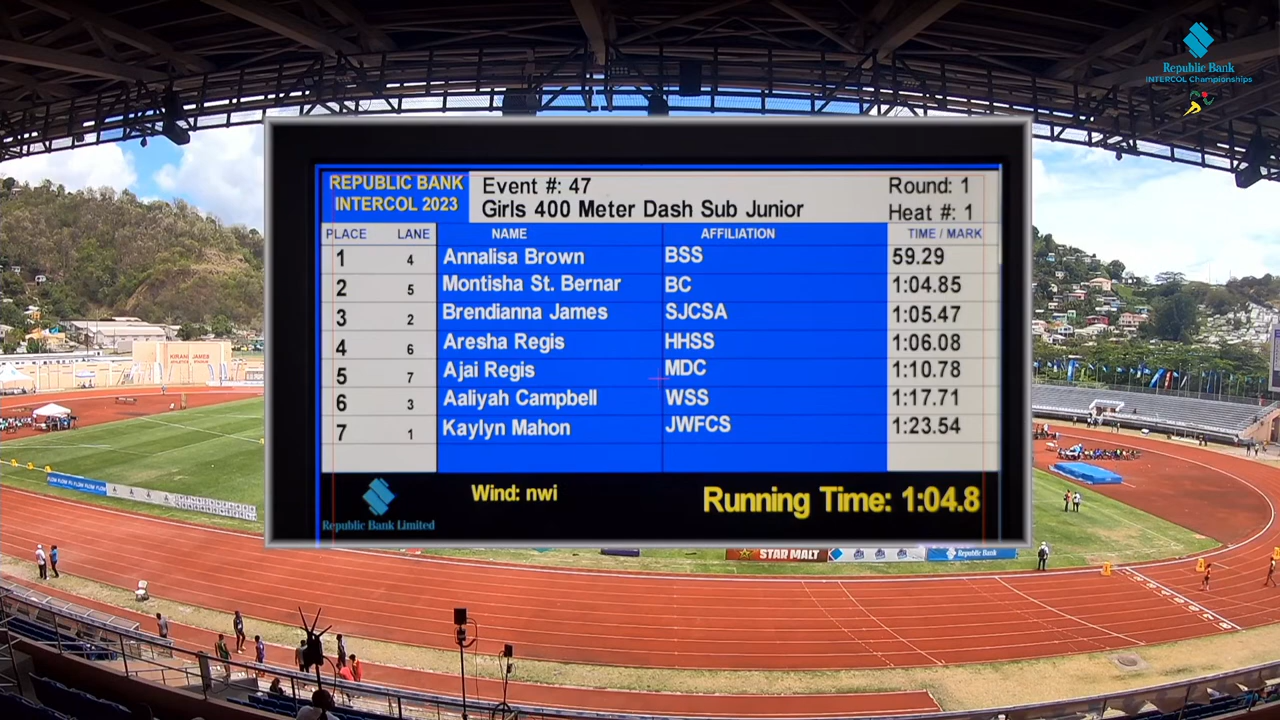 Republic Bank
INTERCOL Championships
REPUBLIC BANK
INTERCOL 2023
Event #: 47
Girls 400 Meter Dash Sub Junior
Round: 1
Heat #: 1
PLACE LANE NAME AFFILIATION TIME / MARK
1 4 Annalisa Brown BSS 59.29
2 5 Montisha St. Bernar BC 1:04.85
3 2 Brendianna James SJCSA 1:05.47
4 6 Aresha Regis HHSS 1:06.08
5 7 Ajai Regis MDC 1:10.78
6 3 Aaliyah Campbell WSS 1:17.71
7 1 Kaylyn Mahon JWFCS 1:23.54
Republic Bank Limited
Wind: nwi
Running Time: 1:04.8
KIRANI JAMES
STAR MALT
Republic Bank